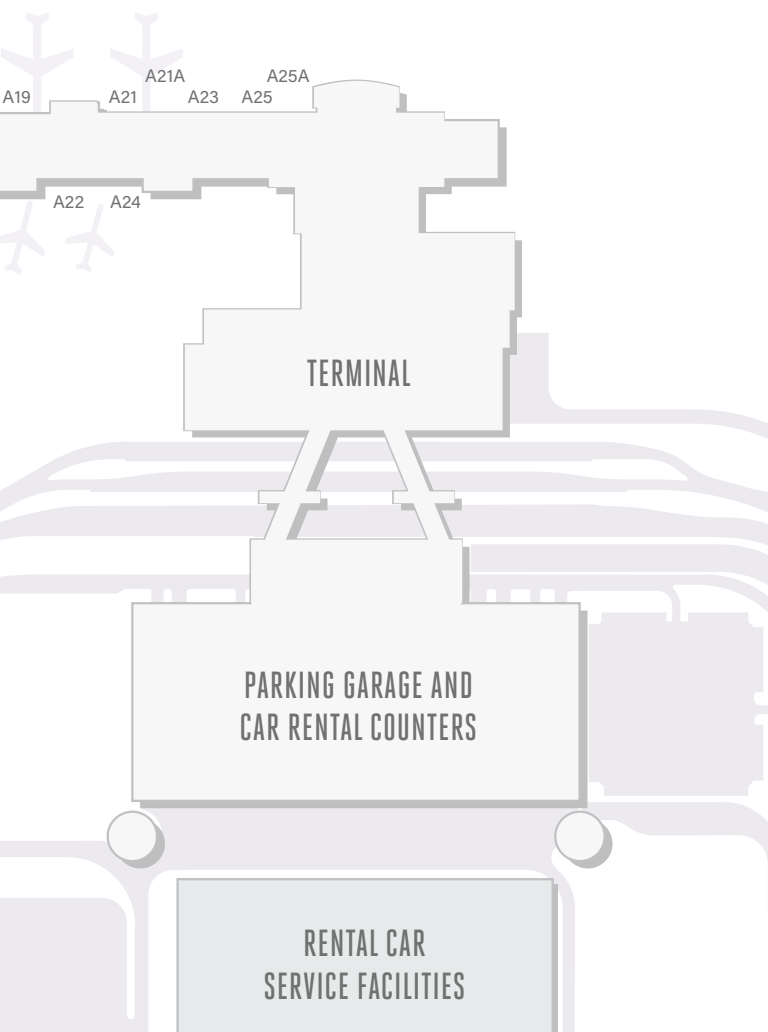 A21A
A25A
A19
A21
A23
A25
A22
A24
TERMINAL
PARKING GARAGE AND
CAR RENTAL COUNTERS
RENTAL CAR
SERVICE FACILITIES